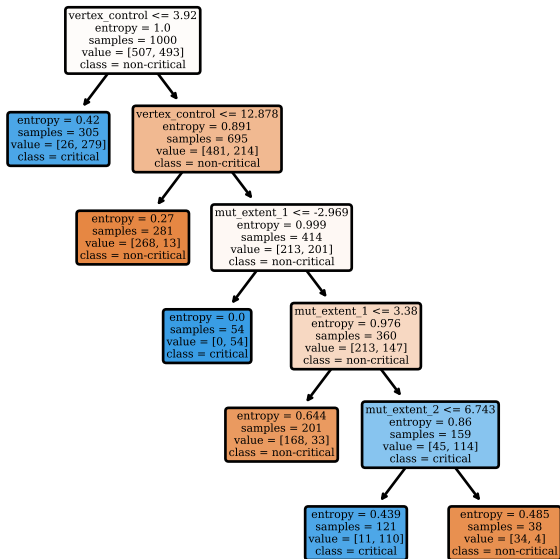 vertex_control <= 3.92
entropy = 1.0
samples = 1000
value = [507, 493]
class = non-critical
entropy = 0.42
samples = 305
value = [26, 279]
class = critical
vertex_control <= 12.878
entropy = 0.891
samples = 695
value = [481, 214]
class = non-critical
entropy = 0.27
samples = 281
value = [268, 13]
class = non-critical
mut_extent_1 <= -2.969
entropy = 0.999
samples = 414
value = [213, 201]
class = non-critical
entropy = 0.0
samples = 54
value = [0, 54]
class = critical
mut_extent_1 <= 3.38
entropy = 0.976
samples = 360
value = [213, 147]
class = non-critical
entropy = 0.644
samples = 201
value = [168, 33]
class = non-critical
mut_extent_2 <= 6.743
entropy = 0.86
samples = 159
value = [45, 114]
class = critical
entropy = 0.439
samples = 121
value = [11, 110]
class = critical
entropy = 0.485
samples = 38
value = [34, 4]
class = non-critical